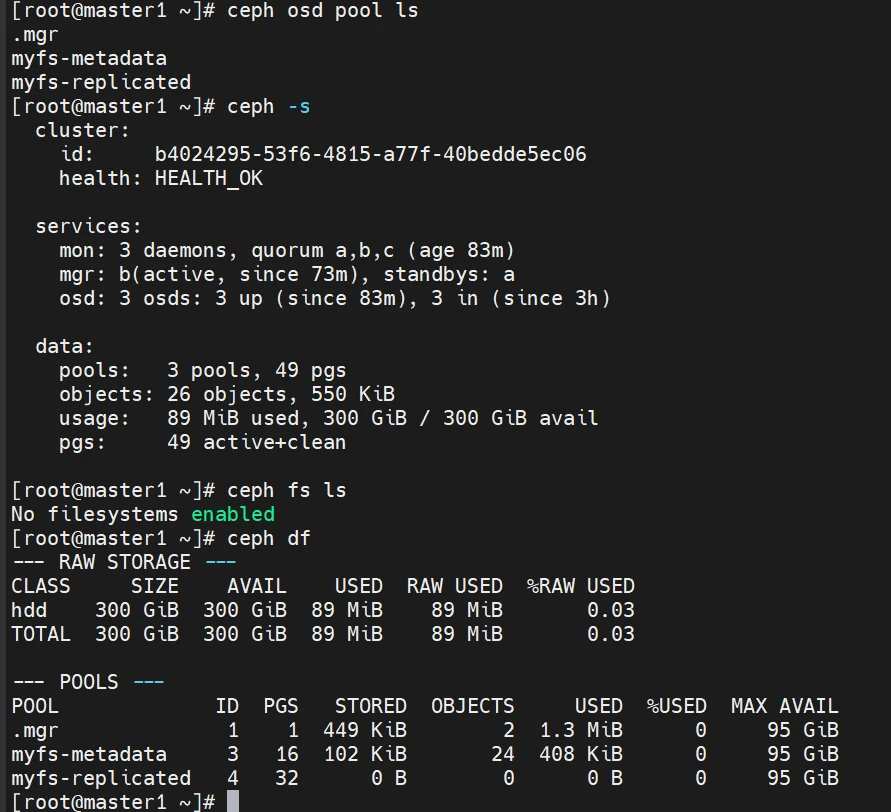 [root@master1 ~]# ceph osd pool ls
.mgr
myfs-metadata
myfs-replicated
[root@master1 ~]# ceph -s
  cluster:
    id:     b4024295-53f6-4815-a77f-40bedde5ec06
    health: HEALTH_OK

  services:
    mon: 3 daemons, quorum a,b,c (age 83m)
    mgr: b(active, since 73m), standbys: a
    osd: 3 osds: 3 up (since 83m), 3 in (since 3h)

  data:
    pools:   3 pools, 49 pgs
    objects: 26 objects, 550 KiB
    usage:   89 MiB used, 300 GiB / 300 GiB avail
    pgs:     49 active+clean

[root@master1 ~]# ceph fs ls
No filesystems enabled
[root@master1 ~]# ceph df
--- RAW STORAGE ---
CLASS     SIZE    AVAIL    USED  RAW USED  %RAW USED
hdd    300 GiB  300 GiB  89 MiB    89 MiB       0.03
TOTAL  300 GiB  300 GiB  89 MiB    89 MiB       0.03

--- POOLS ---
POOL             ID  PGS   STORED  OBJECTS     USED  %USED  MAX AVAIL
.mgr              1    1  449 KiB        2  1.3 MiB      0     95 GiB
myfs-metadata     3   16  102 KiB       24  408 KiB      0     95 GiB
myfs-replicated   4   32      0 B        0      0 B      0     95 GiB
[root@master1 ~]#